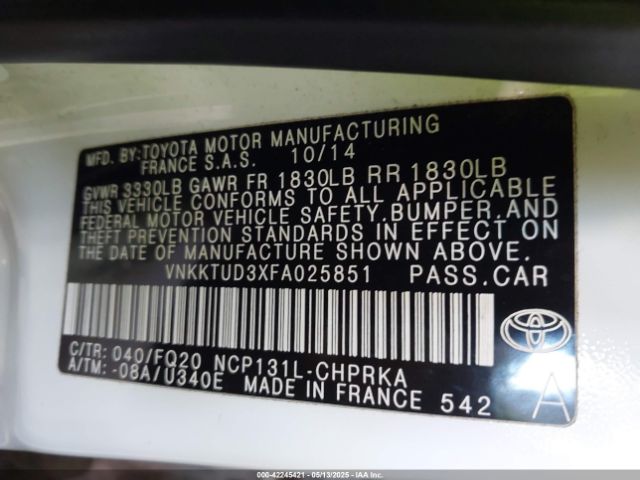 MFD. BY:TOYOTA MOTOR MANUFACTURING
FRANCE S.A.S. 10/14
GVWR 3330LB GAWR FR 1830LB RR 1830LB
THIS VEHICLE CONFORMS TO ALL APPLICABLE
FEDERAL MOTOR VEHICLE SAFETY,BUMPER,AND
THEFT PREVENTION STANDARDS IN EFFECT ON
THE DATE OF MANUFACTURE SHOWN ABOVE.
VNKKTUD3XFA025851 PASS.CAR
C/TR: 040/FQ20 NCP131L-CHPRKA
A/TM: -08A/U340E MADE IN FRANCE 542
A
000-42245421 - 05/13/2025 - IAAI.COM